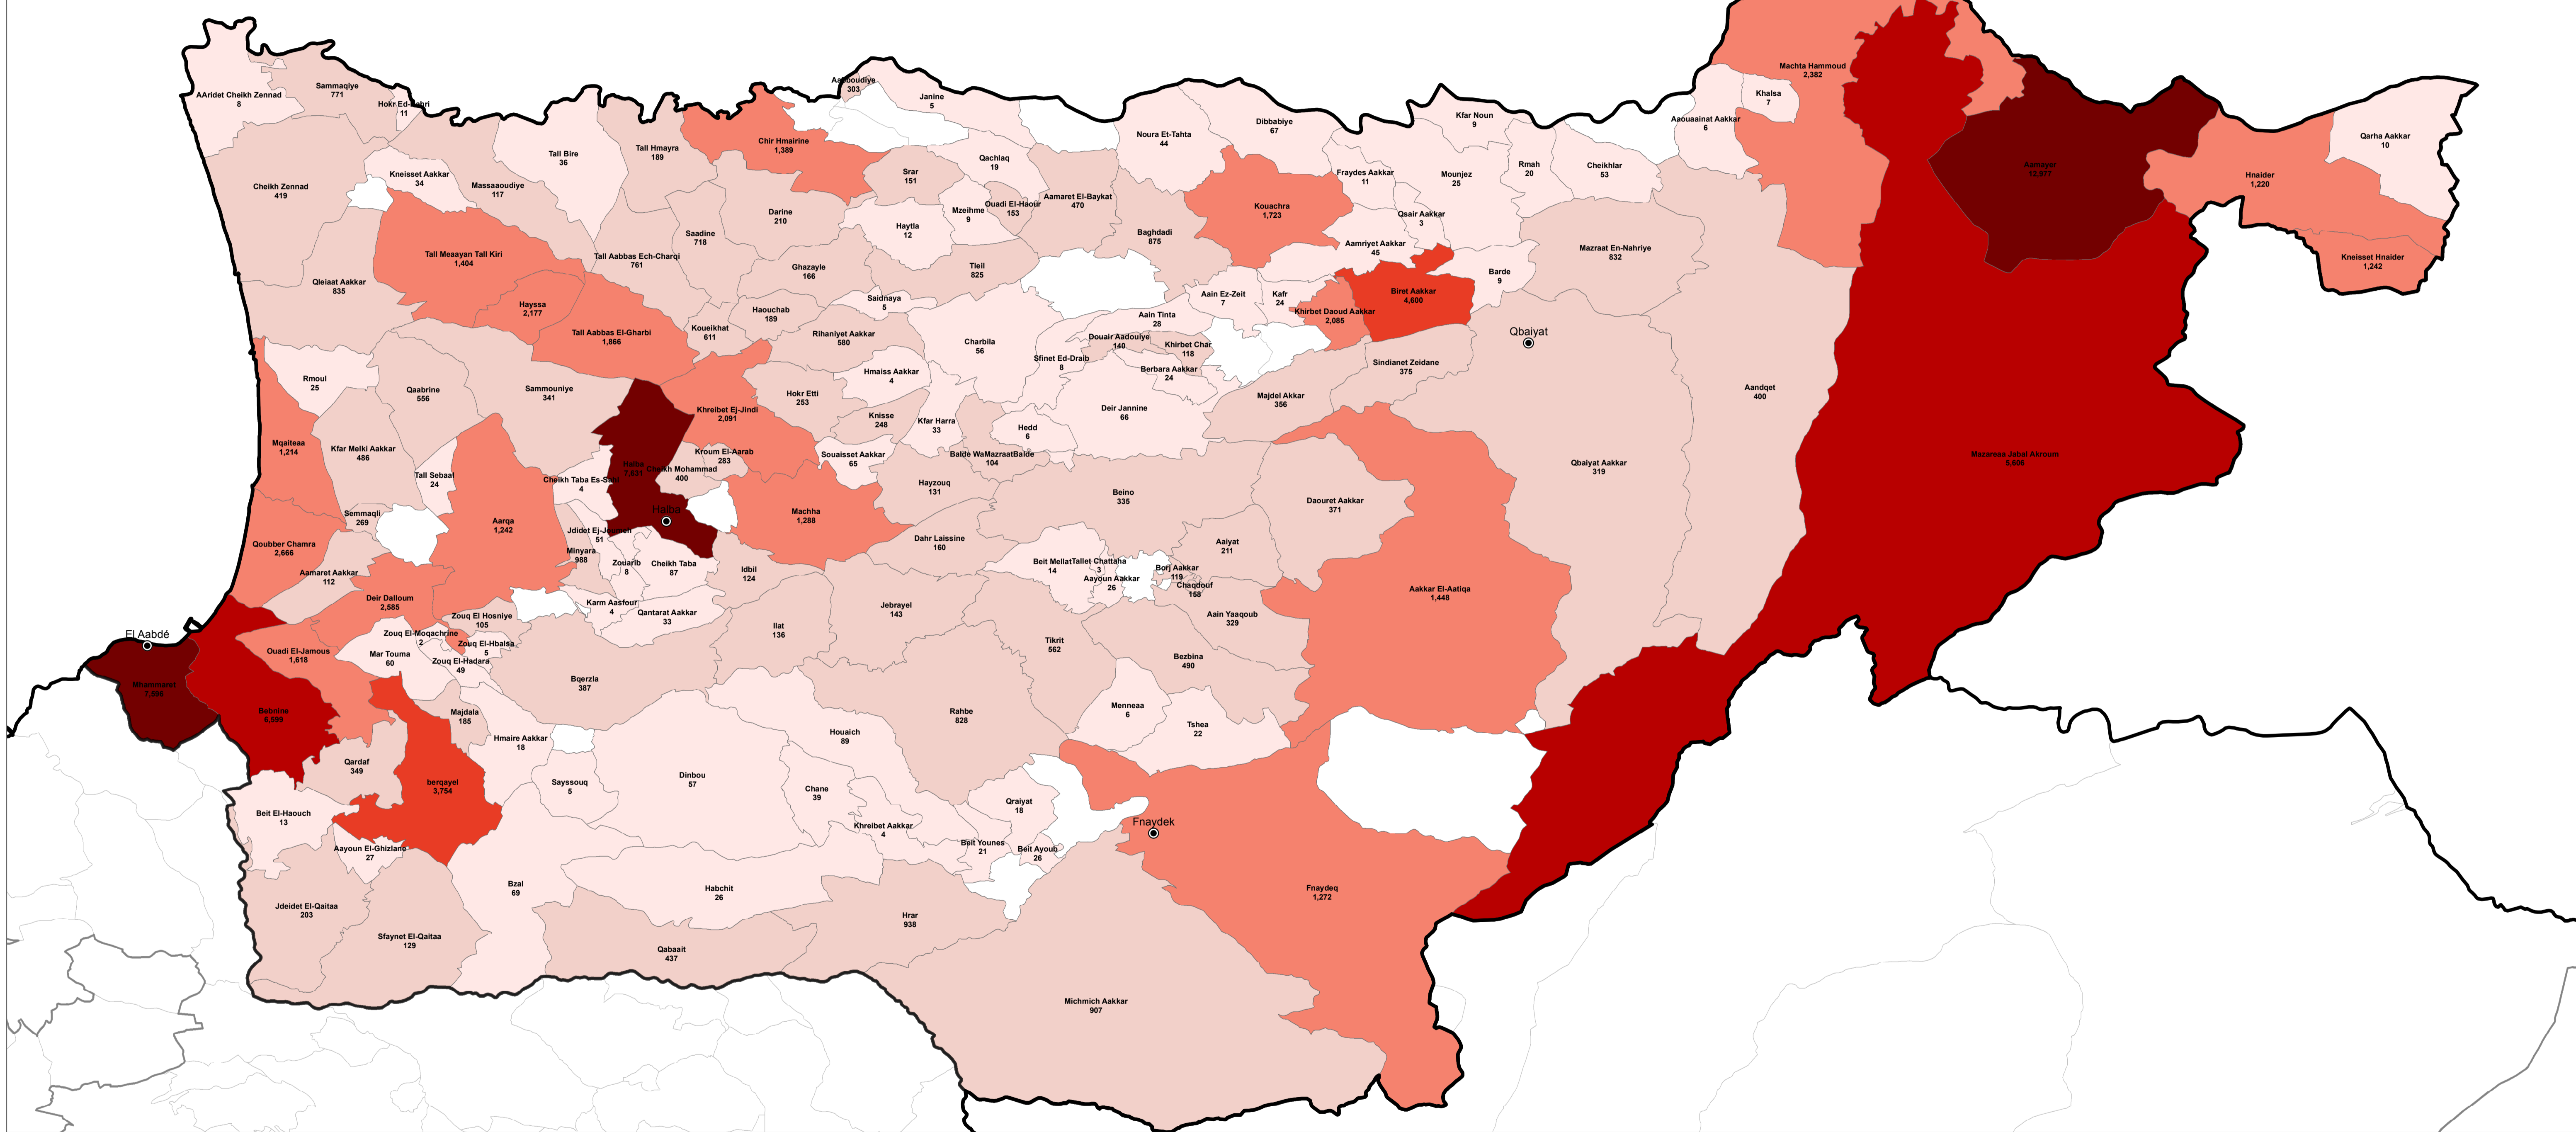 AAridet Cheikh Zennad
8
Sammaqiye
771
11
Cheikh Zennad
419
Kneisset Aakkar
34
Massaaoudiye
117
Tall Bire
36
Tall Hmayra
189
Chir Hmairine
1,389
303
Janine
5
Qachlaq
19
Srar
151
Mzeihme
9
Ouadi El-Haour
153
Aamaret El-Baykat
470
Noura Et-Tahta
44
Dibbabiye
67
Kfar Noun
9
Fraydes Aakkar
11
Mounjez
25
Rmah
20
Cheikhlar
53
Aaouaainat Aakkar
6
Khalsa
7
Machta Hammoud
2,382
Aamayer
12,977
Hnaider
1,220
Qarha Aakkar
10
Kneisset Hnaider
1,242
Qleiaat Aakkar
835
Tall Meaayan Tall Kiri
1,404
Hayssa
2,177
Tall Aabbas El-Gharbi
1,866
Tall Aabbas Ech-Charqi
761
Saadine
718
Darine
210
Haytla
12
Ghazayle
166
Tleil
825
Baghdadi
875
Kouachra
1,723
Qsair Aakkar
3
Aamriyet Aakkar
45
Barde
9
Mazraat En-Nahriye
832
Biret Aakkar
4,600
Khirbet Daoud Aakkar
2,085
Kafr
24
Aain Ez-Zeit
7
Saidnaya
5
Haouchab
189
Koueikhat
611
Rihaniyet Aakkar
580
Charbila
56
Aain Tinta
28
Douair Aadouiye
140
Khirbet Char
118
Sfinet Ed-Draib
8
Berbara Aakkar
24
Sindianet Zeidane
375
Majdel Akkar
356
Qbaiyat
Aandqet
400
Qbaiyat Aakkar
319
Mazareaa Jabal Akroum
5,606
Rmoul
25
Qaabrine
556
Sammouniye
341
Khreibet Ej-Jindi
2,091
Hokr Etti
253
Hmaiss Aakkar
4
Knisse
248
Kfar Harra
33
Hedd
6
Deir Jannine
66
Mqaiteaa
1,214
Kfar Melki Aakkar
486
Tall Sebaal
24
Halba
7,631
Cheikh Mohammad
400
Kroum El-Aarab
283
Souaisset Aakkar
65
Balde WaMazraatBalde
104
Hayzouq
131
Beino
335
Daouret Aakkar
371
4
Semmaqli
269
Aarqa
1,242
Halba
Machha
1,288
Qoubber Chamra
2,666
Aamaret Aakkar
112
51
Minyara
988
Zouarib
8
Cheikh Taba
87
Idbil
124
Dahr Laissine
160
Beit Mellat
14
Tallet Chattaha
3
Aayoun Aakkar
26
Borj Aakkar
119
Chaqdouf
158
Aaiyat
211
Aakkar El-Aatiqa
1,448
Deir Dalloum
2,585
Zouq El Hosniye
105
Karm Aasfour
4
Qantarat Aakkar
33
Ilat
136
Jebrayel
143
Aain Yaaqoub
329
El Aabdé
Zouq El-Moqachrine
2
Zouq El-Hbalsa
5
Zouq El-Hadara
49
Mar Touma
60
Ouadi El-Jamous
1,618
Bqerzla
387
Tikrit
562
Bezbina
490
Mhammaret
Bebnine
6,599
Majdala
185
Hmaire Aakkar
18
Houaich
89
Rahbe
828
Menneaa
6
Tshea
22
Qardaf
349
berqayel
3,754
Sayssouq
5
Dinbou
57
Chane
39
Qraiyat
18
Fnaydek
Beit El-Haouch
13
Khreibet Aakkar
4
Beit Younes
21
Beit Ayoub
26
Aayoun El-Ghizlane
27
Bzal
69
Habchit
26
Fnaydeq
1,272
Jdeidet El-Qaitaa
203
Sfaynet El-Qaitaa
129
Hrar
938
Qabaait
437
Michmich Aakkar
907